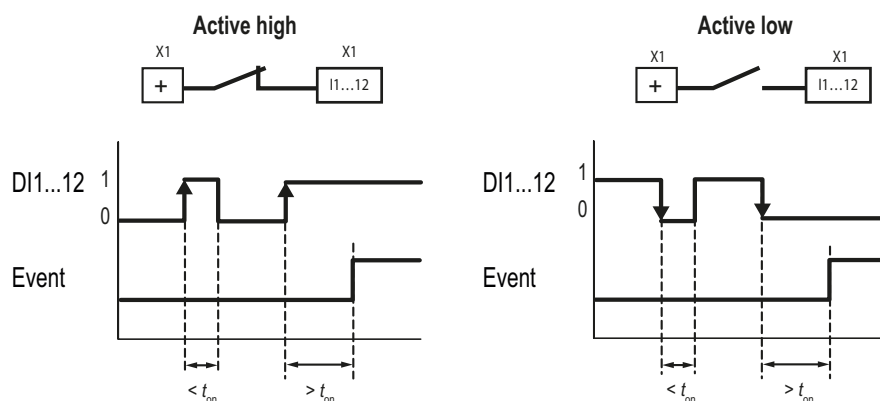 Active high
X1 X1
+ I1...12
DI1...12 1
0
Event
< ton > ton
Active low
X1 X1
+ I1...12
DI1...12 1
0
Event
< ton > ton